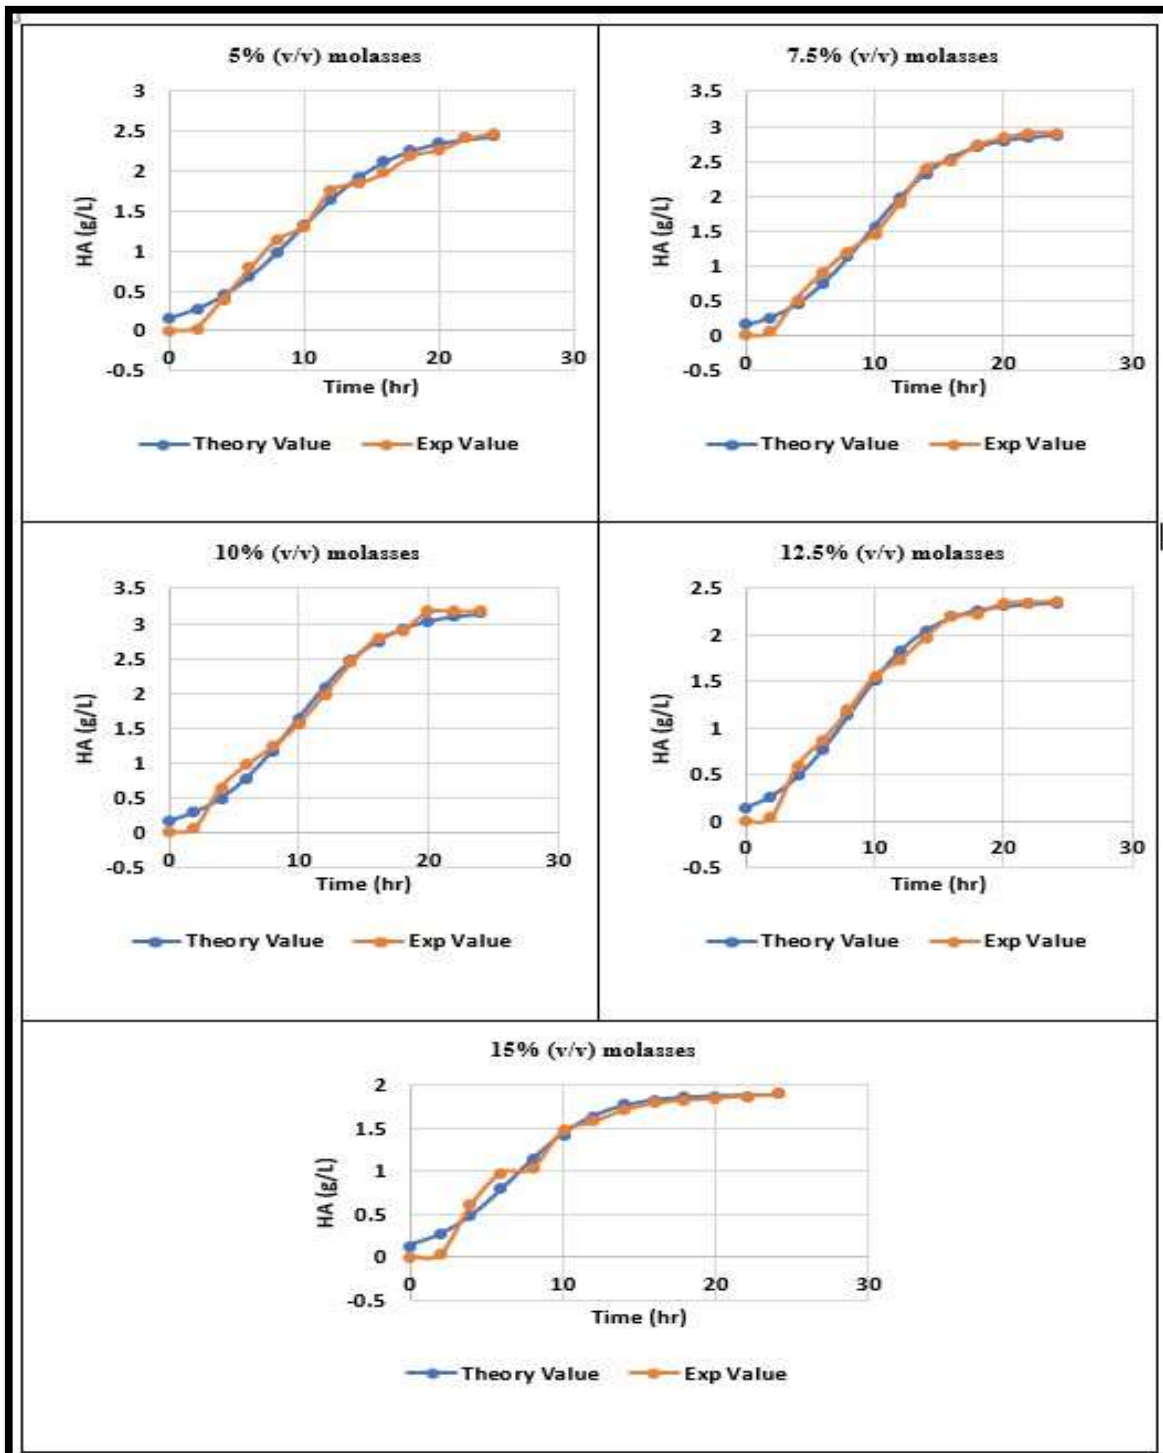 5% (v/v) molasses
3
2.5
2
1.5
1
0.5
0
-0.5
HA (g/L)
0 10 20 30
Time (hr)
Theory Value Exp Value
7.5% (v/v) molasses
3.5
3
2.5
2
1.5
1
0.5
0
-0.5
HA (g/L)
0 10 20 30
Time (hr)
Theory Value Exp Value
10% (v/v) molasses
3.5
3
2.5
2
1.5
1
0.5
0
-0.5
HA (g/L)
0 10 20 30
Time (hr)
Theory Value Exp Value
12.5% (v/v) molasses
2.5
2
1.5
1
0.5
0
-0.5
HA (g/L)
0 10 20 30
Time (hr)
Theory Value Exp Value
15% (v/v) molasses
2
1.5
1
0.5
0
-0.5
HA (g/L)
0 10 20 30
Time (hr)
Theory Value Exp Value